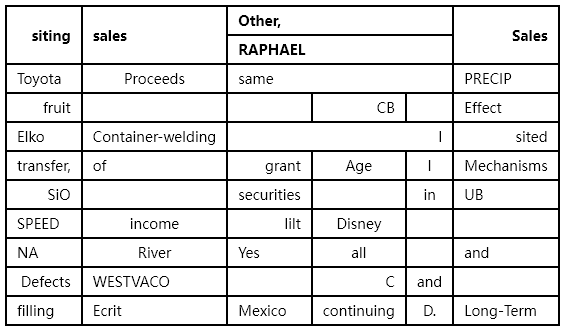 siting sales Other, Sales
RAPHAEL
Toyota Proceeds same PRECIP
fruit CB Effect
Elko Container-welding I sited
transfer, of grant Age I Mechanisms
SiO securities in UB
SPEED income lilt Disney
NA River Yes all and
Defects WESTVACO C and
filling Ecrit Mexico continuing D. Long-Term